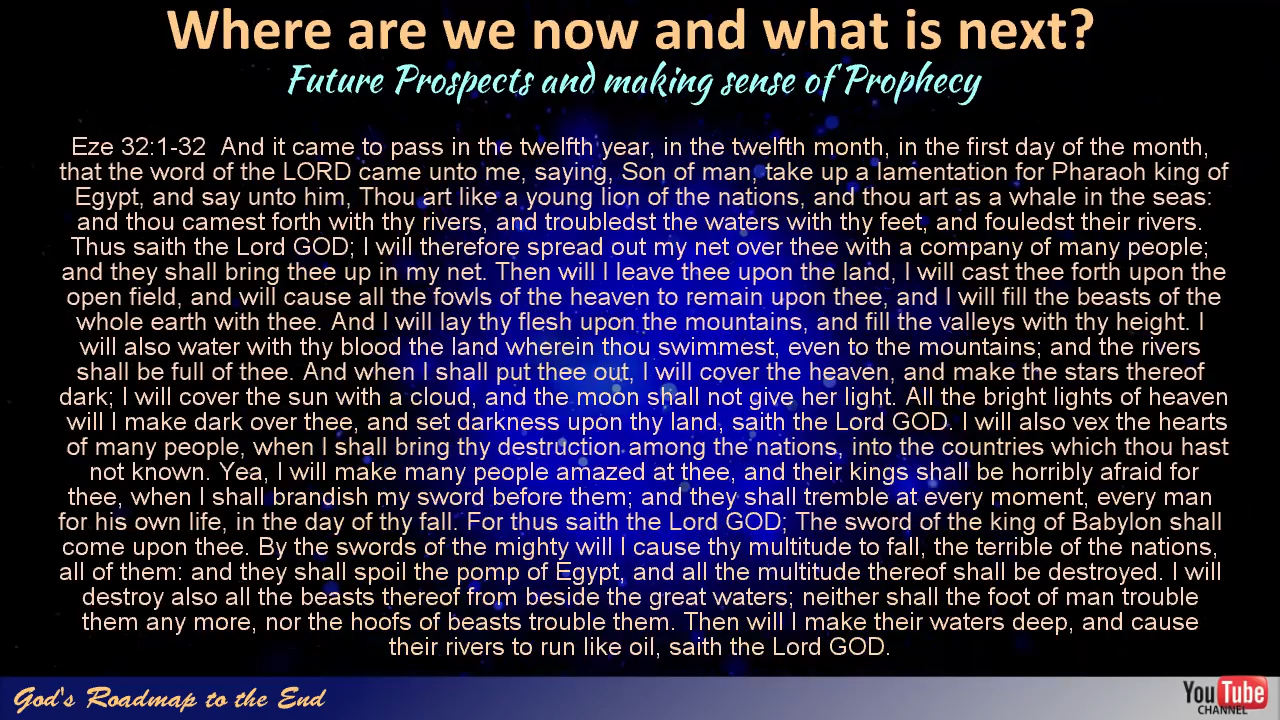 Where are we now and what is next?
Future Prospects and making sense of Prophecy
Eze 32:1-32  And it came to pass in the twelfth year, in the twelfth month, in the first day of the month,
that the word of the LORD came unto me, saying, Son of man, take up a lamentation for Pharaoh king of
Egypt, and say unto him, Thou art like a young lion of the nations, and thou art as a whale in the seas:
and thou camest forth with thy rivers, and troubledst the waters with thy feet, and fouledst their rivers.
Thus saith the Lord GOD; I will therefore spread out my net over thee with a company of many people;
and they shall bring thee up in my net. Then will I leave thee upon the land, I will cast thee forth upon the
open field, and will cause all the fowls of the heaven to remain upon thee, and I will fill the beasts of the
whole earth with thee. And I will lay thy flesh upon the mountains, and fill the valleys with thy height. I
will also water with thy blood the land wherein thou swimmest, even to the mountains; and the rivers
shall be full of thee. And when I shall put thee out, I will cover the heaven, and make the stars thereof
dark; I will cover the sun with a cloud, and the moon shall not give her light. All the bright lights of heaven
will I make dark over thee, and set darkness upon thy land, saith the Lord GOD. I will also vex the hearts
of many people, when I shall bring thy destruction among the nations, into the countries which thou hast
not known. Yea, I will make many people amazed at thee, and their kings shall be horribly afraid for
thee, when I shall brandish my sword before them; and they shall tremble at every moment, every man
for his own life, in the day of thy fall. For thus saith the Lord GOD; The sword of the king of Babylon shall
come upon thee. By the swords of the mighty will I cause thy multitude to fall, the terrible of the nations,
all of them: and they shall spoil the pomp of Egypt, and all the multitude thereof shall be destroyed. I will
destroy also all the beasts thereof from beside the great waters; neither shall the foot of man trouble
them any more, nor the hoofs of beasts trouble them. Then will I make their waters deep, and cause
their rivers to run like oil, saith the Lord GOD.
God's Roadmap to the End
YouTube
CHANNEL